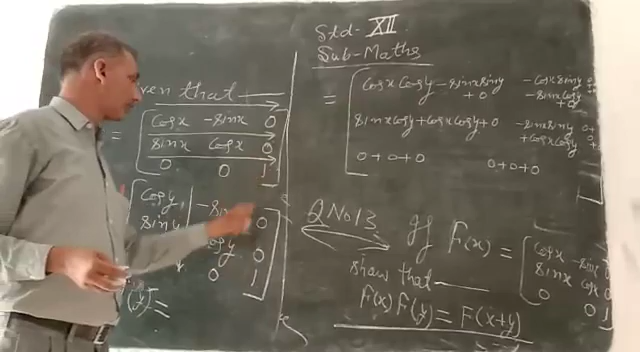 Std- XII
Sub- Maths
ven that
= [ Cosx -sinx 0
sinx Cosx 0
0 0 1 ]
[ Cosy -sin 0
siny osy 0
0 1 ]
=
= [ Cosx Cosy - sinx siny + 0 - Cosx siny - sinx cosy + 0
sinx cosy + cosx cosy + 0 - sinx siny + cosx cosy
0 + 0 + 0 0 + 0 + 0 ]
Q No 13 If F(x) = [ Cosx - sinx
sinx cos
0 0 1
show that
F(x) F(y) = F(x+y)